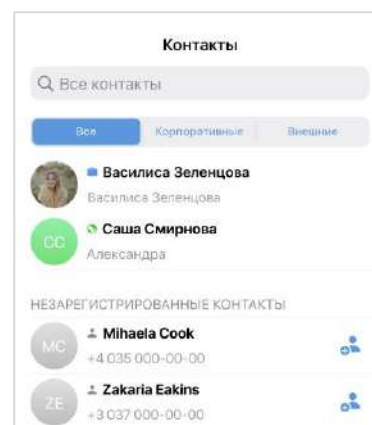 Контакты
Все контакты
Все Корпоративные Внешние
Василиса Зеленцова
Василиса Зеленцова
СС Саша Смирнова
Александра
НЕЗАРЕГИСТРИРОВАННЫЕ КОНТАКТЫ
MC Mihaela Cook
+4 035 000-00-00
ZE Zakaria Eakins
+3 037 000-00-00